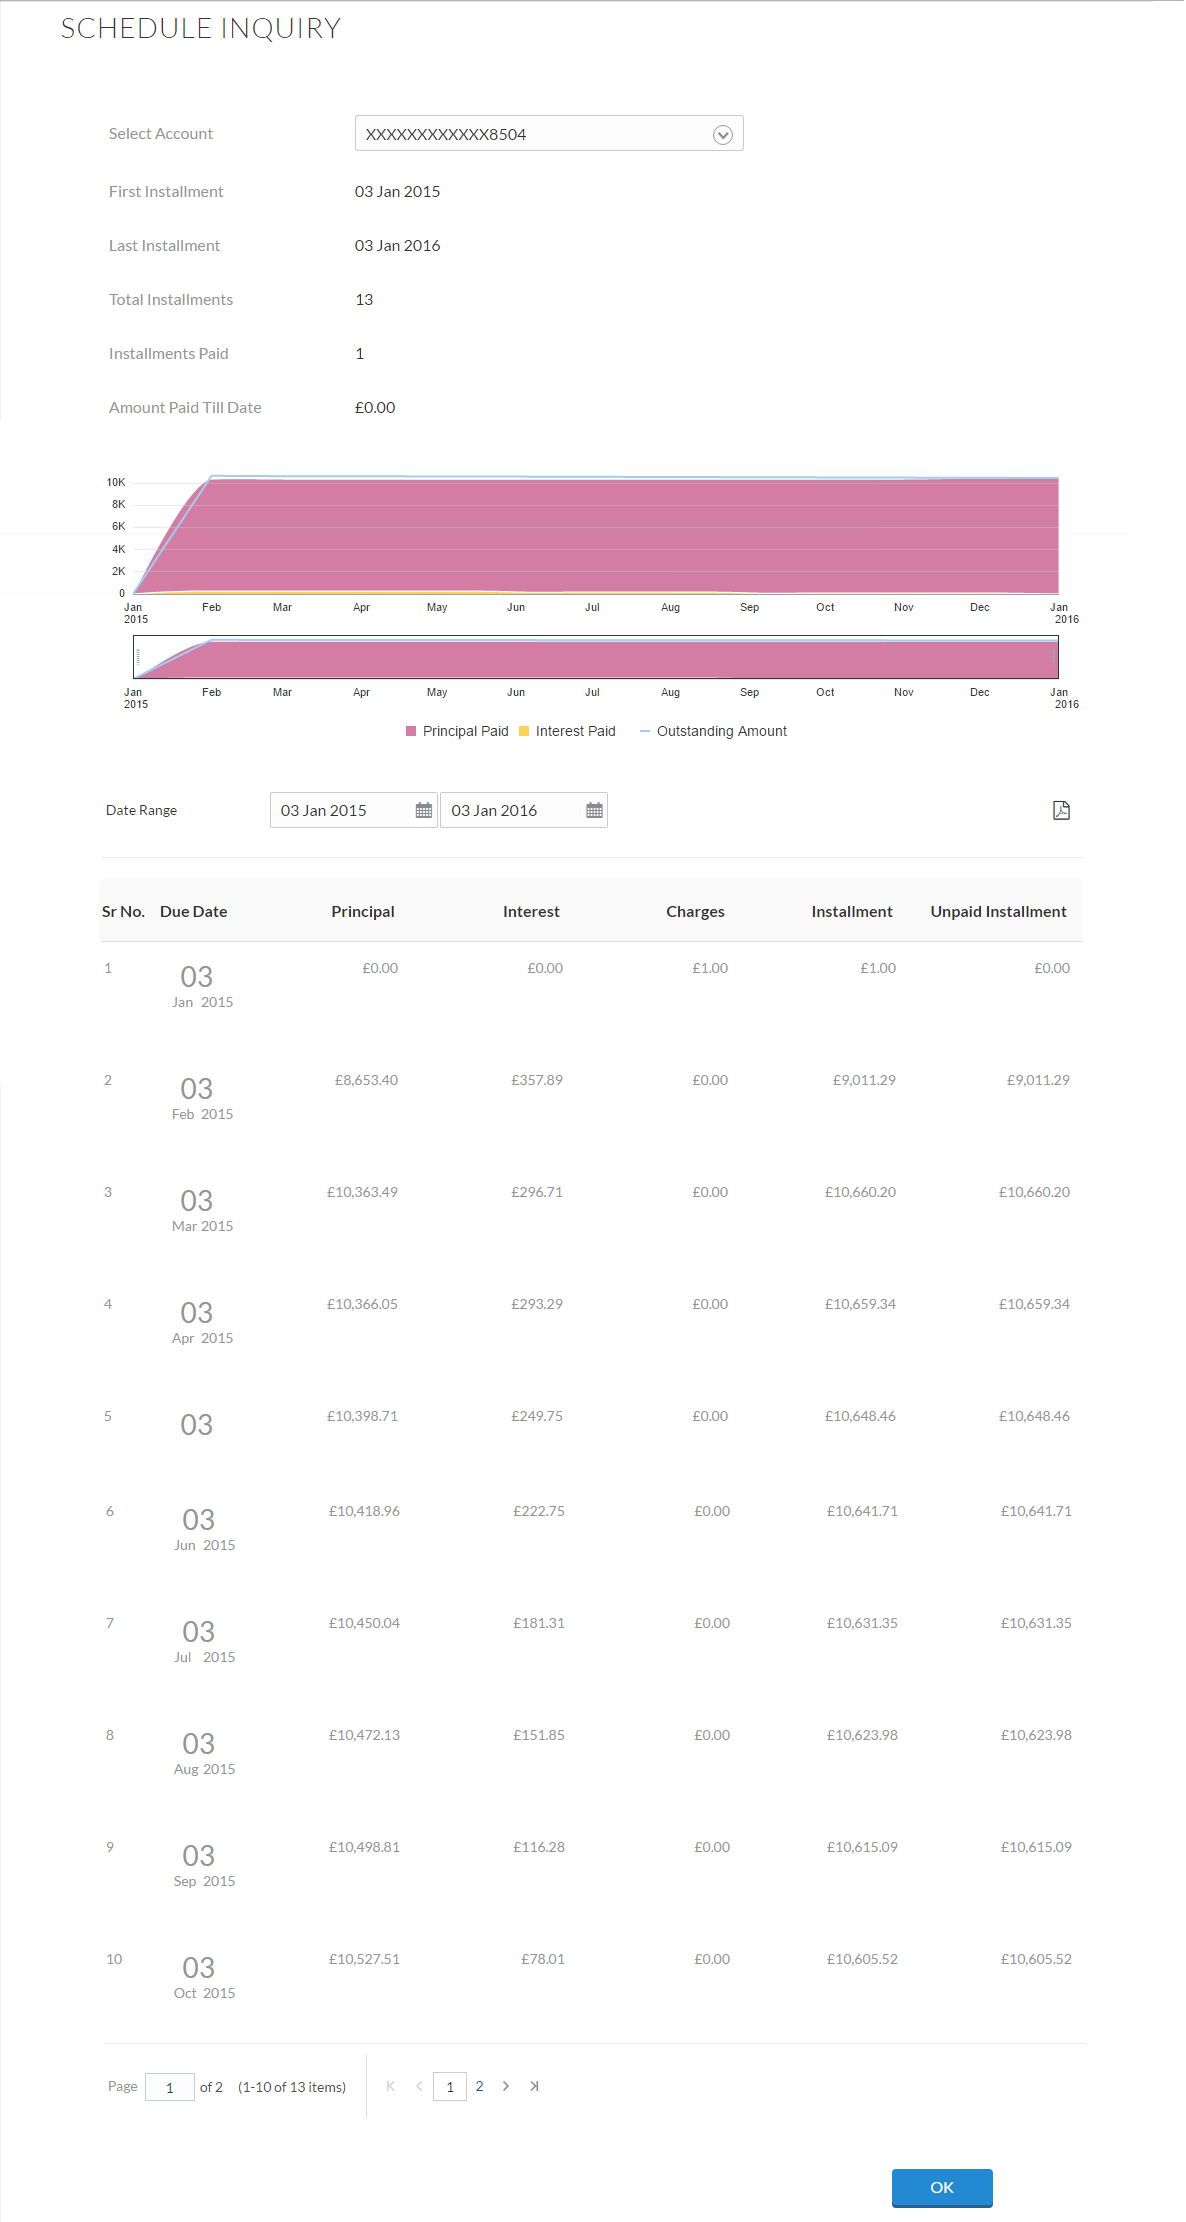 SCHEDULE INQUIRY
Select Account XXXXXXXXXXXX8504
First Installment 03 Jan 2015
Last Installment 03 Jan 2016
Total Installments 13
Installments Paid 1
Amount Paid Till Date £0.00
10K
8K
6K
4K
2K
0
Jan Feb Mar Apr May Jun Jul Aug Sep Oct Nov Dec Jan
2015 2016
Jan Feb Mar Apr May Jun Jul Aug Sep Oct Nov Dec Jan
2015 2016
Principal Paid Interest Paid Outstanding Amount
Date Range 03 Jan 2015 03 Jan 2016
Sr No. Due Date Principal Interest Charges Installment Unpaid Installment
1 03 £0.00 £0.00 £1.00 £1.00 £0.00
Jan 2015
2 03 £8,653.40 £357.89 £0.00 £9,011.29 £9,011.29
Feb 2015
3 03 £10,363.49 £296.71 £0.00 £10,660.20 £10,660.20
Mar 2015
4 03 £10,366.05 £293.29 £0.00 £10,659.34 £10,659.34
Apr 2015
5 03 £10,398.71 £249.75 £0.00 £10,648.46 £10,648.46
6 03 £10,418.96 £222.75 £0.00 £10,641.71 £10,641.71
Jun 2015
7 03 £10,450.04 £181.31 £0.00 £10,631.35 £10,631.35
Jul 2015
8 03 £10,472.13 £151.85 £0.00 £10,623.98 £10,623.98
Aug 2015
9 03 £10,498.81 £116.28 £0.00 £10,615.09 £10,615.09
Sep 2015
10 03 £10,527.51 £78.01 £0.00 £10,605.52 £10,605.52
Oct 2015
Page 1 of 2 (1-10 of 13 items) 1 2
OK